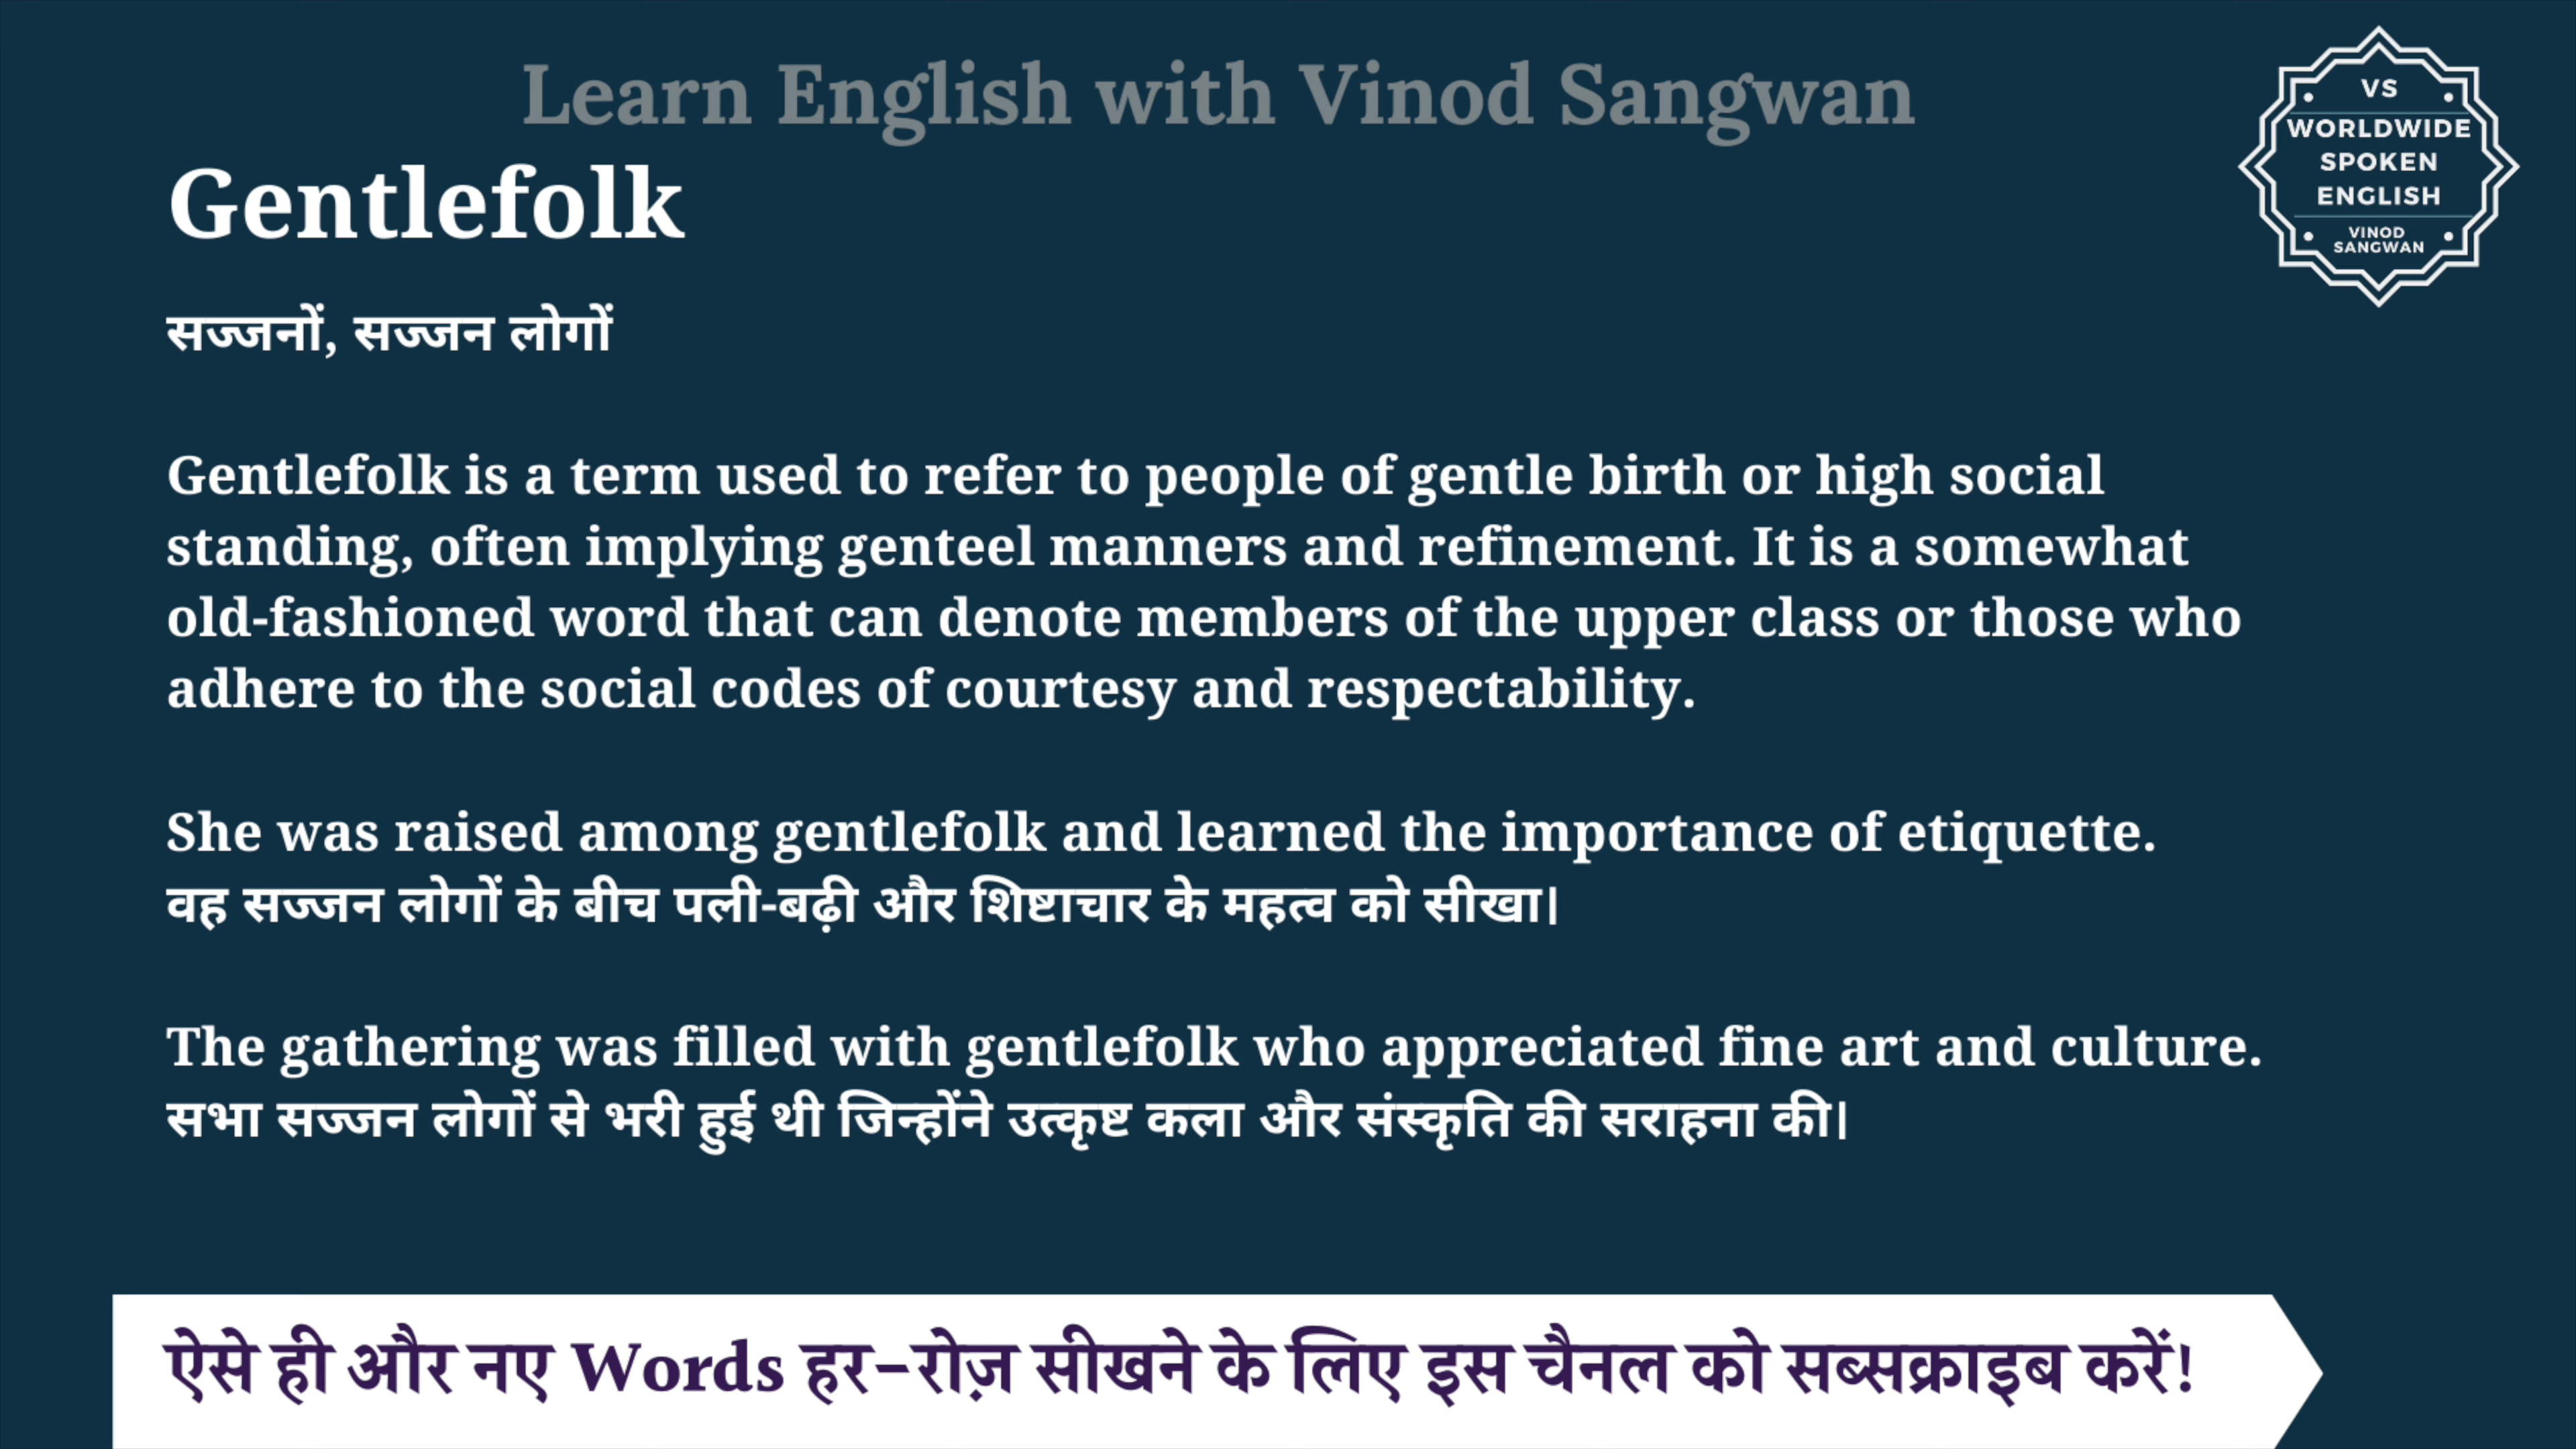 Learn English with Vinod Sangwan
VS
WORLDWIDE
SPOKEN
ENGLISH
VINOD
SANGWAN
Gentlefolk
सज्जनों, सज्जन लोगों
Gentlefolk is a term used to refer to people of gentle birth or high social
standing, often implying genteel manners and refinement. It is a somewhat
old-fashioned word that can denote members of the upper class or those who
adhere to the social codes of courtesy and respectability.
She was raised among gentlefolk and learned the importance of etiquette.
वह सज्जन लोगों के बीच पली-बढ़ी और शिष्टाचार के महत्व को सीखा।
The gathering was filled with gentlefolk who appreciated fine art and culture.
सभा सज्जन लोगों से भरी हुई थी जिन्होंने उत्कृष्ट कला और संस्कृति की सराहना की।
ऐसे ही और नए Words हर-रोज़ सीखने के लिए इस चैनल को सब्सक्राइब करें!